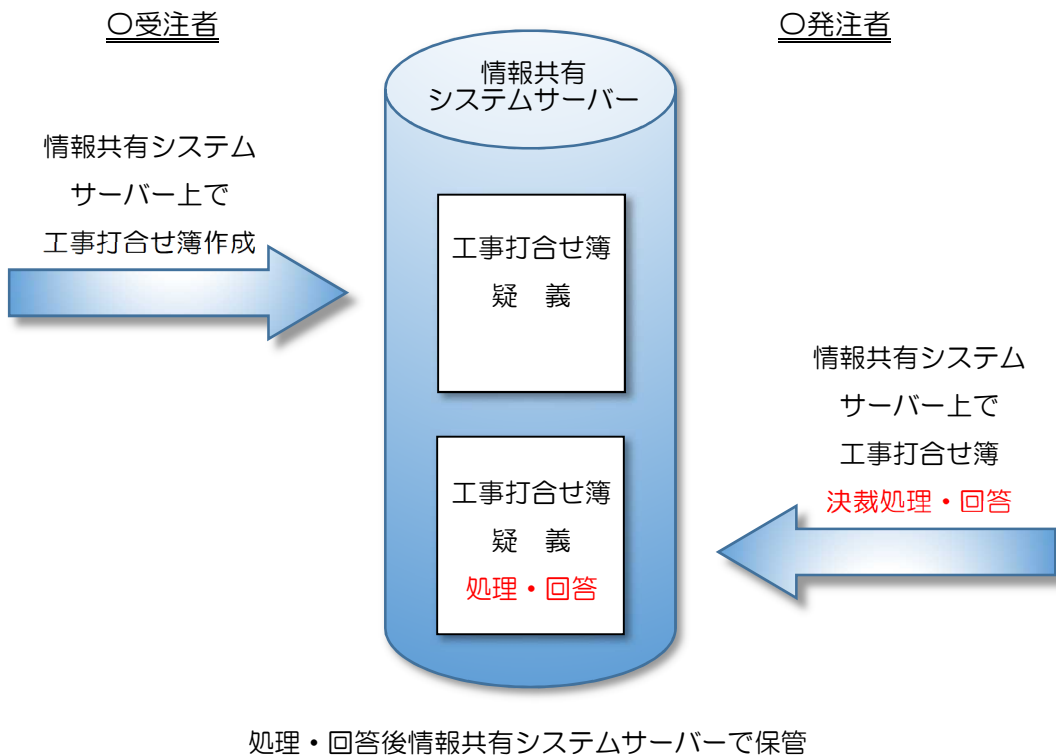 〇受注者
〇発注者
情報共有
システムサーバー
情報共有システム
サーバー上で
工事打合せ簿作成
工事打合せ簿
疑　義
情報共有システム
サーバー上で
工事打合せ簿
決裁処理・回答
工事打合せ簿
疑　義
処理・回答
処理・回答後情報共有システムサーバーで保管